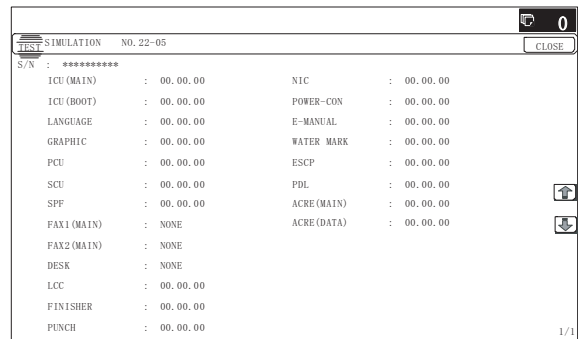 0
TEST SIMULATION NO. 22-05
CLOSE
S/N : **********
ICU(MAIN) : 00.00.00 NIC : 00.00.00
ICU(BOOT) : 00.00.00 POWER-CON : 00.00.00
LANGUAGE : 00.00.00 E-MANUAL : 00.00.00
GRAPHIC : 00.00.00 WATER MARK : 00.00.00
PCU : 00.00.00 ESCP : 00.00.00
SCU : 00.00.00 PDL : 00.00.00
SPF : 00.00.00 ACRE(MAIN) : 00.00.00
FAX1(MAIN) : NONE ACRE(DATA) : 00.00.00
FAX2(MAIN) : NONE
DESK : NONE
LCC : 00.00.00
FINISHER : 00.00.00
PUNCH : 00.00.00
1/1